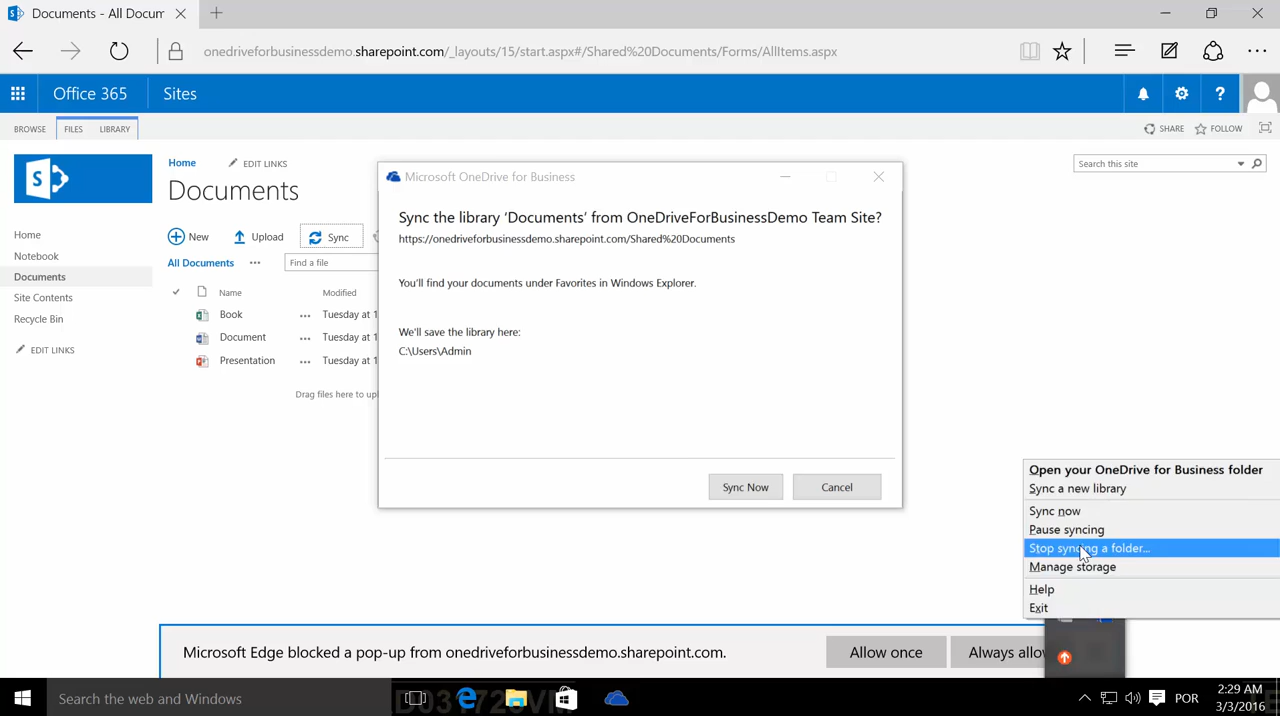 Documents - All Docum
onedriveforbusinessdemo.sharepoint.com/_layouts/15/start.aspx#/Shared%20Documents/Forms/AllItems.aspx
Office 365 Sites
BROWSE FILES LIBRARY SHARE FOLLOW
S
Home EDIT LINKS Search this site
Documents
Home
Notebook
Documents
Site Contents
Recycle Bin
EDIT LINKS
New Upload Sync
All Documents ... Find a file
Name Modified
Book ... Tuesday at 1
Document ... Tuesday at 1
Presentation ... Tuesday at 1
Drag files here to upl
Microsoft OneDrive for Business
Sync the library 'Documents' from OneDriveForBusinessDemo Team Site?
https://onedriveforbusinessdemo.sharepoint.com/Shared%20Documents
You'll find your documents under Favorites in Windows Explorer.
We'll save the library here:
C:\Users\Admin
Sync Now Cancel
Open your OneDrive for Business folder
Sync a new library
Sync now
Pause syncing
Stop syncing a folder...
Manage storage
Help
Exit
Microsoft Edge blocked a pop-up from onedriveforbusinessdemo.sharepoint.com. Allow once Always allow
Search the web and Windows POR 2:29 AM
3/3/2016